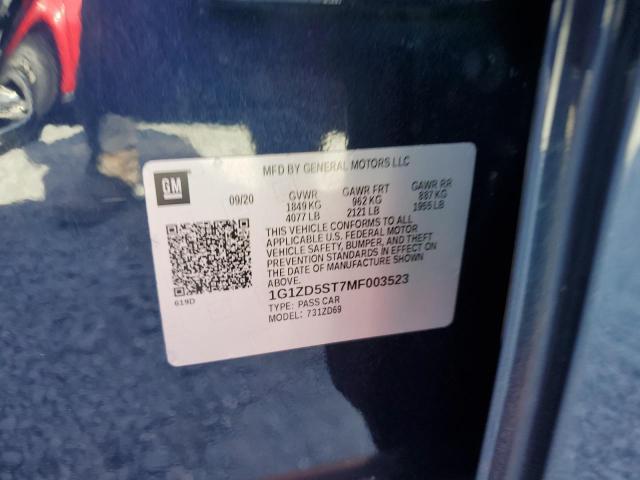 MFD BY GENERAL MOTORS LLC
GM
09/20
GVWR GAWR FRT GAWR RR
1849 KG 962 KG 887 KG
4077 LB 2121 LB 1955 LB
THIS VEHICLE CONFORMS TO ALL
APPLICABLE U.S. FEDERAL MOTOR
VEHICLE SAFETY, BUMPER, AND THEFT
PREVENTION STANDARDS IN EFFECT ON
THE DATE OF MANUFACTURE SHOWN
ABOVE.
619D
1G1ZD5ST7MF003523
TYPE: PASS CAR
MODEL: 731ZD69